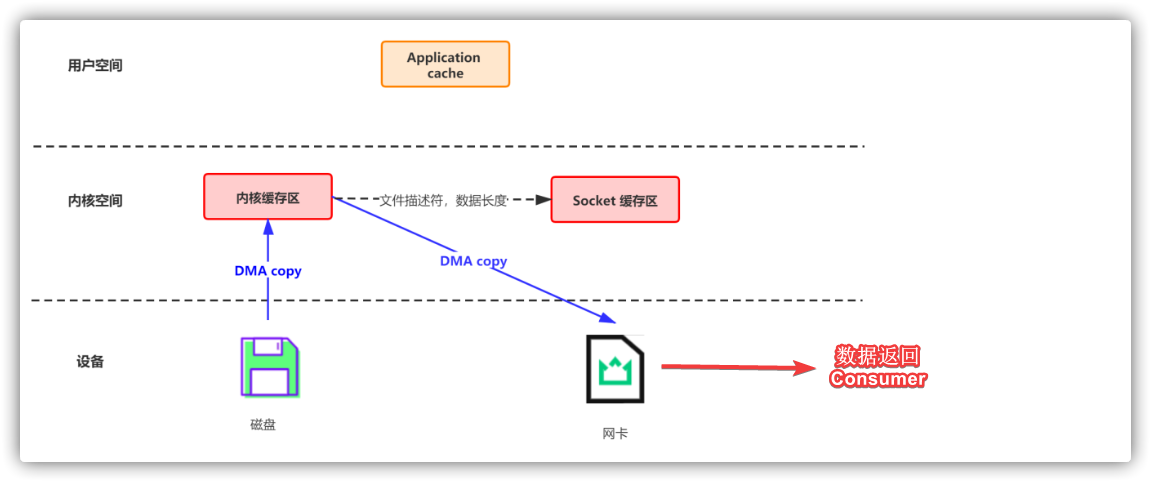 用户空间
Application
cache
内核空间
内核缓存区
文件描述符，数据长度
Socket 缓存区
DMA copy
DMA copy
设备
数据返回
Consumer
磁盘
网卡